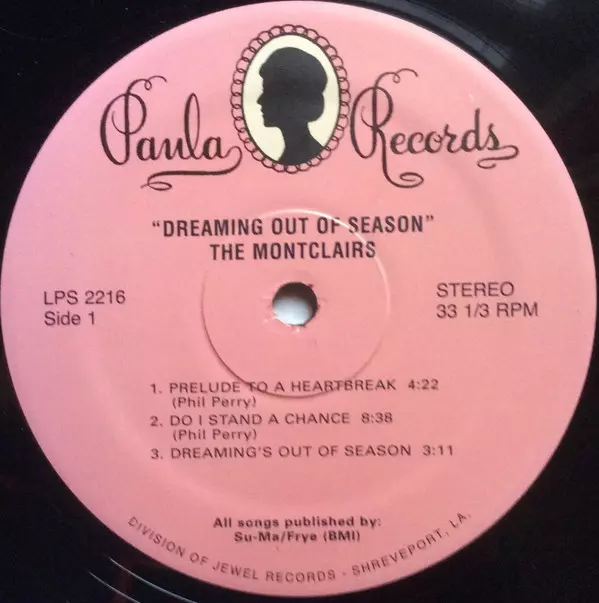 Paula Records
"DREAMING OUT OF SEASON"
THE MONTCLAIRS
LPS 2216
Side 1
STEREO
33 1/3 RPM
1. PRELUDE TO A HEARTBREAK 4:22
(Phil Perry)
2. DO I STAND A CHANCE 8:38
(Phil Perry)
3. DREAMING'S OUT OF SEASON 3:11
All songs published by:
Su-Ma/Frye (BMI)
DIVISION OF JEWEL RECORDS - SHREVEPORT, LA.